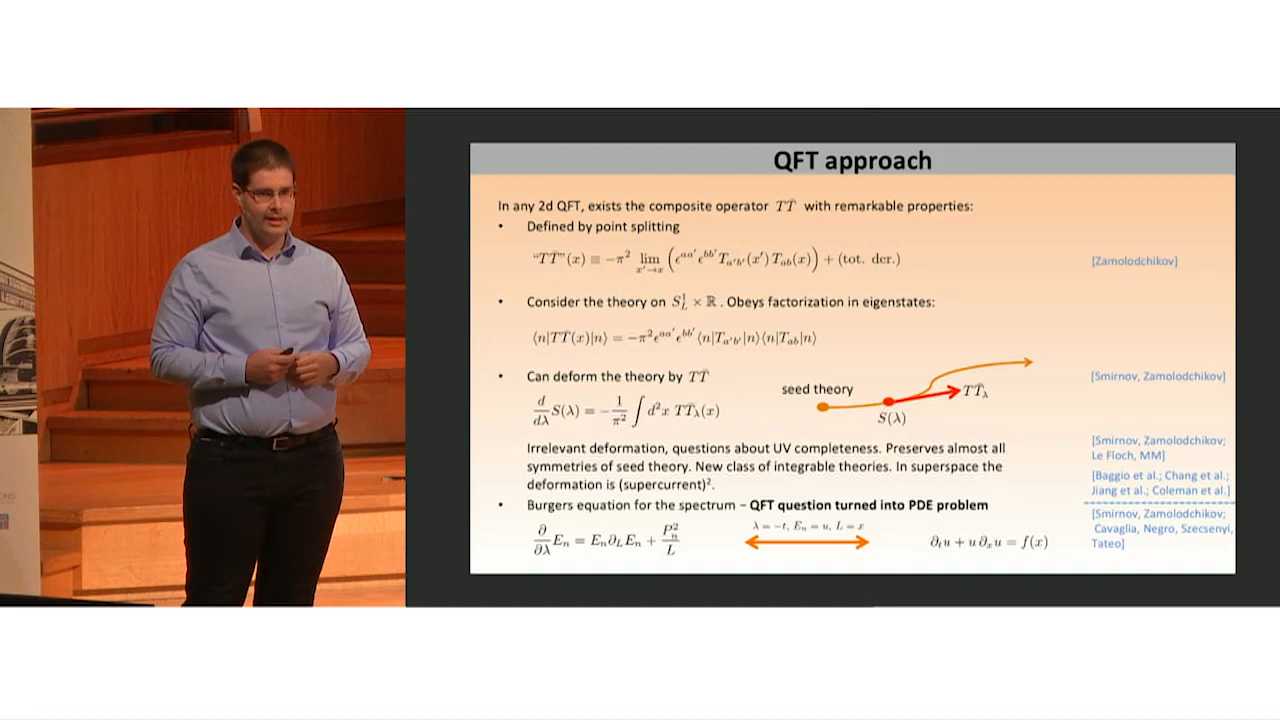 QFT approach
In any 2d QFT, exists the composite operator TT̄ with remarkable properties:
• Defined by point splitting
"TT̄"(x) ≡ −π² lim_{x'→x} (ϵ^{aa'} ϵ^{bb'} T_{a'b'}(x') T_{ab}(x)) + (tot. der.)
[Zamolodchikov]
• Consider the theory on S¹_L × ℝ. Obeys factorization in eigenstates:
⟨n|TT̄(x)|n⟩ = −π² ϵ^{aa'} ϵ^{bb'} ⟨n|T_{a'b'}|n⟩⟨n|T_{ab}|n⟩
• Can deform the theory by TT̄
[Smirnov, Zamolodchikov]
seed theory
TT̄_λ
S(λ)
d/dλ S(λ) = −1/π² ∫ d²x TT̄_λ(x)
Irrelevant deformation, questions about UV completeness. Preserves almost all
symmetries of seed theory. New class of integrable theories. In superspace the
deformation is (supercurrent)².
[Smirnov, Zamolodchikov;
Le Floch, MM]
[Baggio et al.; Chang et al.;
Jiang et al.; Coleman et al.]
• Burgers equation for the spectrum – QFT question turned into PDE problem
[Smirnov, Zamolodchikov;
Cavaglia, Negro, Szecsenyi,
Tateo]
∂/∂λ E_n = E_n ∂_L E_n + P_n²/L
λ = −t, E_n = u, L = x
∂_t u + u ∂_x u = f(x)